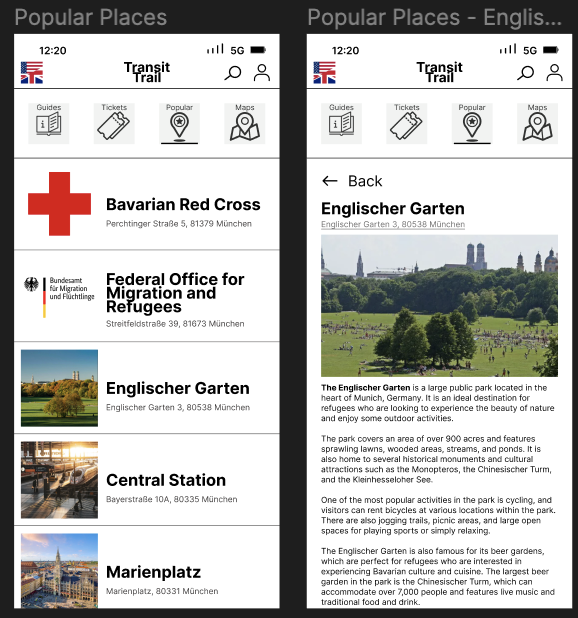 Popular Places
12:20
5G
Transit
Trail
Guides
Tickets
Popular
Maps
Bavarian Red Cross
Perchtinger Straße 5, 81379 München
Bundesamt
für Migration
und Flüchtlinge
Federal Office for
Migration and
Refugees
Streitfeldstraße 39, 81673 München
Englischer Garten
Englischer Garten 3, 80538 München
Central Station
Bayerstraße 10A, 80335 München
Marienplatz
Marienplatz, 80331 München
Popular Places - Englis...
12:20
5G
Transit
Trail
Guides
Tickets
Popular
Maps
← Back
Englischer Garten
Englischer Garten 3, 80538 München
The Englischer Garten is a large public park located in the
heart of Munich, Germany. It is an ideal destination for
refugees who are looking to experience the beauty of nature
and enjoy some outdoor activities.
The park covers an area of over 900 acres and features
sprawling lawns, wooded areas, streams, and ponds. It is
also home to several historical monuments and cultural
attractions such as the Monopteros, the Chinesischer Turm,
and the Kleinhesseloher See.
One of the most popular activities in the park is cycling, and
visitors can rent bicycles at various locations within the park.
There are also jogging trails, picnic areas, and large open
spaces for playing sports or simply relaxing.
The Englischer Garten is also famous for its beer gardens,
which are perfect for refugees who are interested in
experiencing Bavarian culture and cuisine. The largest beer
garden in the park is the Chinesischer Turm, which can
accommodate over 7,000 people and features live music and
traditional food and drink.